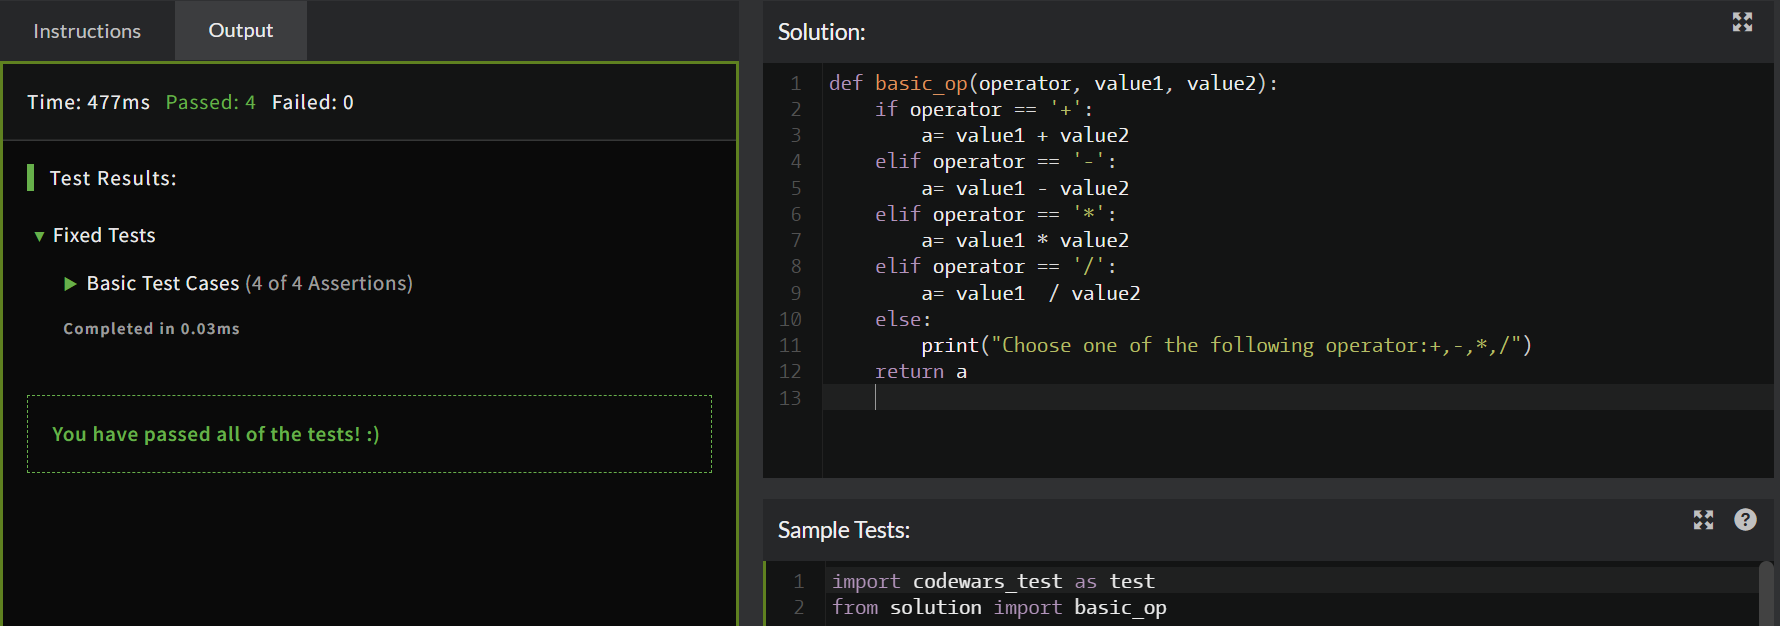 Instructions
Output
Time: 477ms Passed: 4 Failed: 0
Test Results:
Fixed Tests
Basic Test Cases (4 of 4 Assertions)
Completed in 0.03ms
You have passed all of the tests! :)
Solution:
1 def basic_op(operator, value1, value2):
2     if operator == '+':
3         a= value1 + value2
4     elif operator == '-':
5         a= value1 - value2
6     elif operator == '*':
7         a= value1 * value2
8     elif operator == '/':
9         a= value1  / value2
10     else:
11         print("Choose one of the following operator:+,-,*,/")
12     return a
13
Sample Tests:
?
1 import codewars_test as test
2 from solution import basic_op